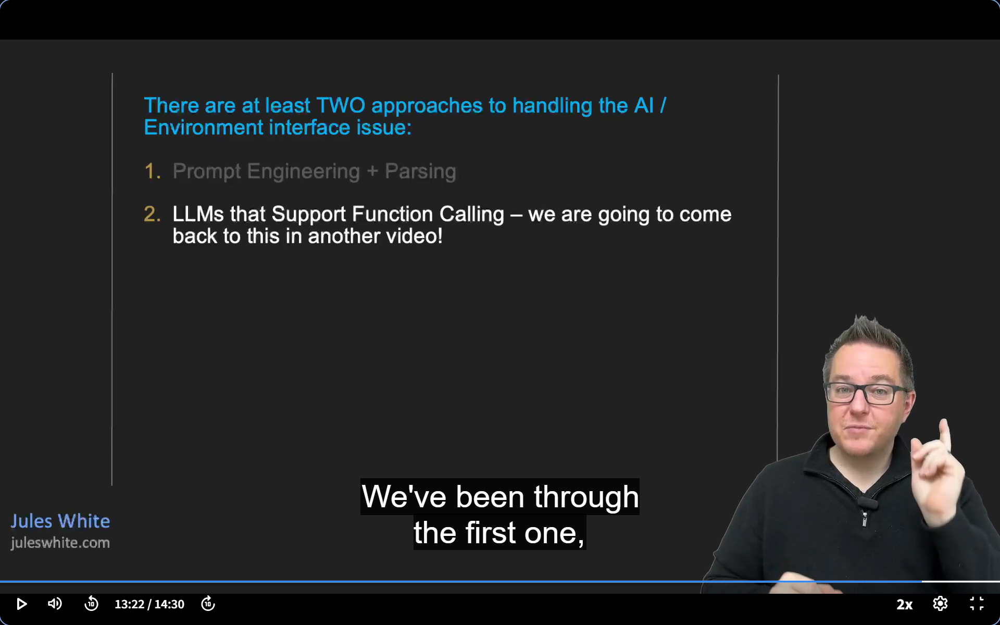 There are at least TWO approaches to handling the AI /
Environment interface issue:
1. Prompt Engineering + Parsing
2. LLMs that Support Function Calling – we are going to come
back to this in another video!
We've been through
the first one,
Jules White
juleswhite.com
10
13:22 / 14:30
10
2x